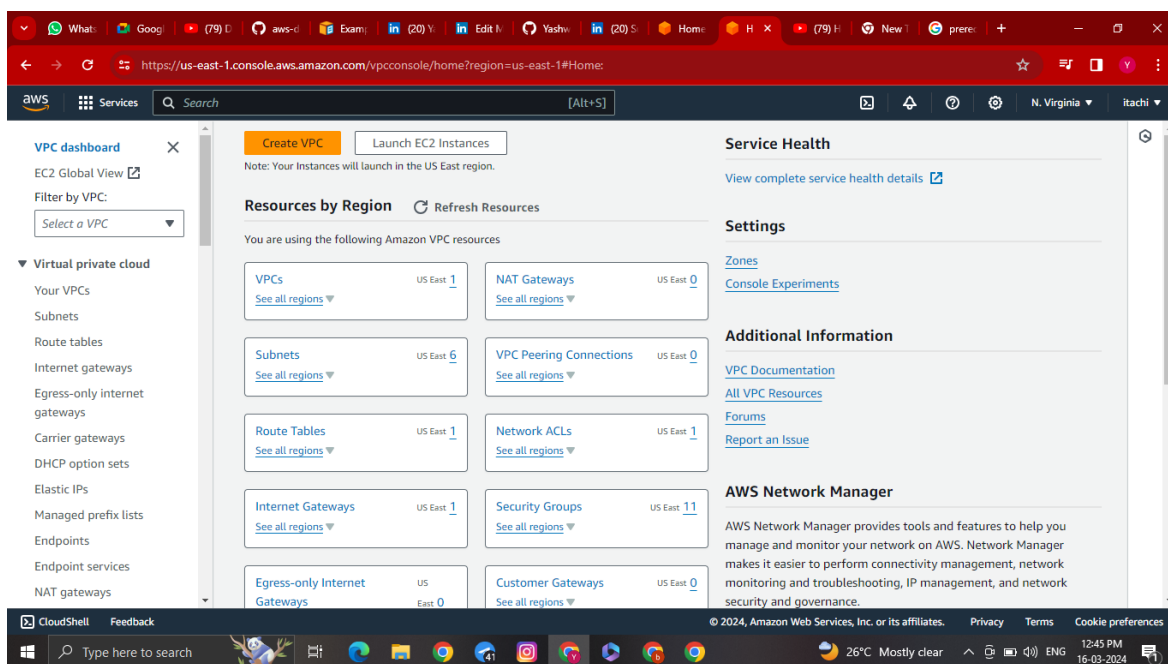 Whats
Googl
(79) D
aws-d
Examp
in (20) Y
in Edit M
Yashw
in (20) S
Home
H
(79) H
New T
prerec
https://us-east-1.console.aws.amazon.com/vpcconsole/home?region=us-east-1#Home:
Y
aws
Services
Search
[Alt+S]
N. Virginia
itachi
VPC dashboard
EC2 Global View
Filter by VPC:
Select a VPC
Virtual private cloud
Your VPCs
Subnets
Route tables
Internet gateways
Egress-only internet
gateways
Carrier gateways
DHCP option sets
Elastic IPs
Managed prefix lists
Endpoints
Endpoint services
NAT gateways
Create VPC
Launch EC2 Instances
Note: Your Instances will launch in the US East region.
Resources by Region
Refresh Resources
You are using the following Amazon VPC resources
VPCs US East 1
See all regions
NAT Gateways US East 0
See all regions
Subnets US East 6
See all regions
VPC Peering Connections US East 0
See all regions
Route Tables US East 1
See all regions
Network ACLs US East 1
See all regions
Internet Gateways US East 1
See all regions
Security Groups US East 11
See all regions
Egress-only Internet US
Gateways East 0
Customer Gateways US East 0
See all regions
Service Health
View complete service health details
Settings
Zones
Console Experiments
Additional Information
VPC Documentation
All VPC Resources
Forums
Report an Issue
AWS Network Manager
AWS Network Manager provides tools and features to help you
manage and monitor your network on AWS. Network Manager
makes it easier to perform connectivity management, network
monitoring and troubleshooting, IP management, and network
security and governance.
CloudShell
Feedback
© 2024, Amazon Web Services, Inc. or its affiliates.
Privacy
Terms
Cookie preferences
Type here to search
26°C Mostly clear
ENG
12:45 PM
16-03-2024